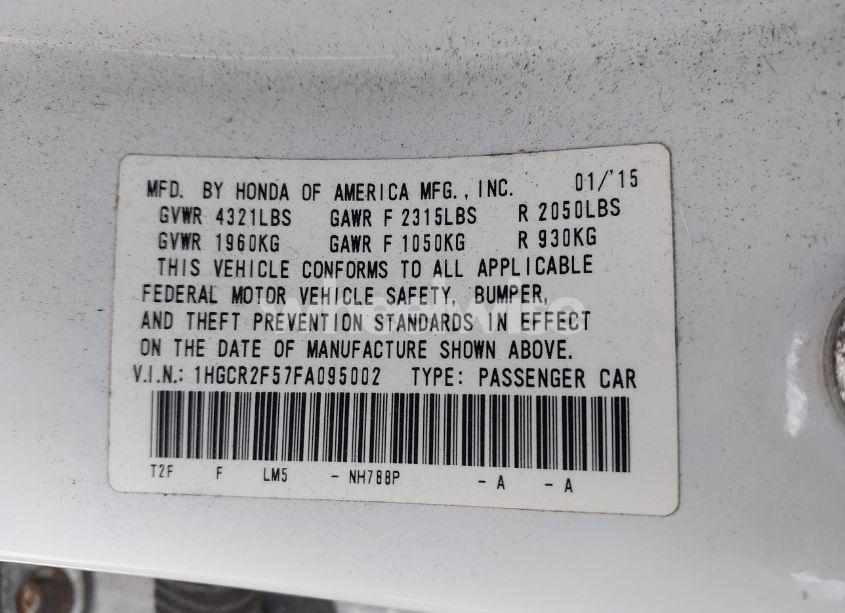 MFD. BY HONDA OF AMERICA MFG., INC. 01/'15
GVWR 4321LBS GAWR F 2315LBS R 2050LBS
GVWR 1960KG GAWR F 1050KG R 930KG
THIS VEHICLE CONFORMS TO ALL APPLICABLE
FEDERAL MOTOR VEHICLE SAFETY, BUMPER,
AND THEFT PREVENTION STANDARDS IN EFFECT
ON THE DATE OF MANUFACTURE SHOWN ABOVE.
V.I.N.: 1HGCR2F57FA095002 TYPE: PASSENGER CAR
T2F F LM5 - NH788P - A - A